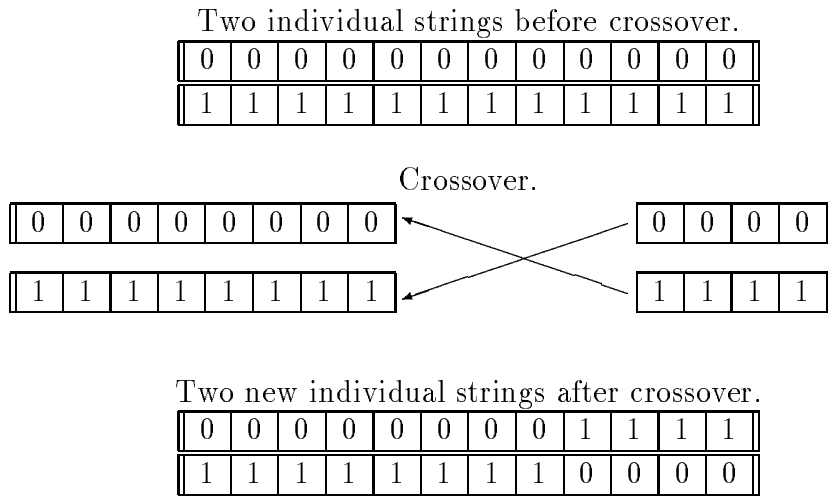 Two individual strings before crossover.
0 0 0 0 0 0 0 0 0 0 0 0
1 1 1 1 1 1 1 1 1 1 1 1
Crossover.
0 0 0 0 0 0 0 0 0 0 0 0
1 1 1 1 1 1 1 1 1 1 1 1
Two new individual strings after crossover.
0 0 0 0 0 0 0 0 1 1 1 1
1 1 1 1 1 1 1 1 0 0 0 0